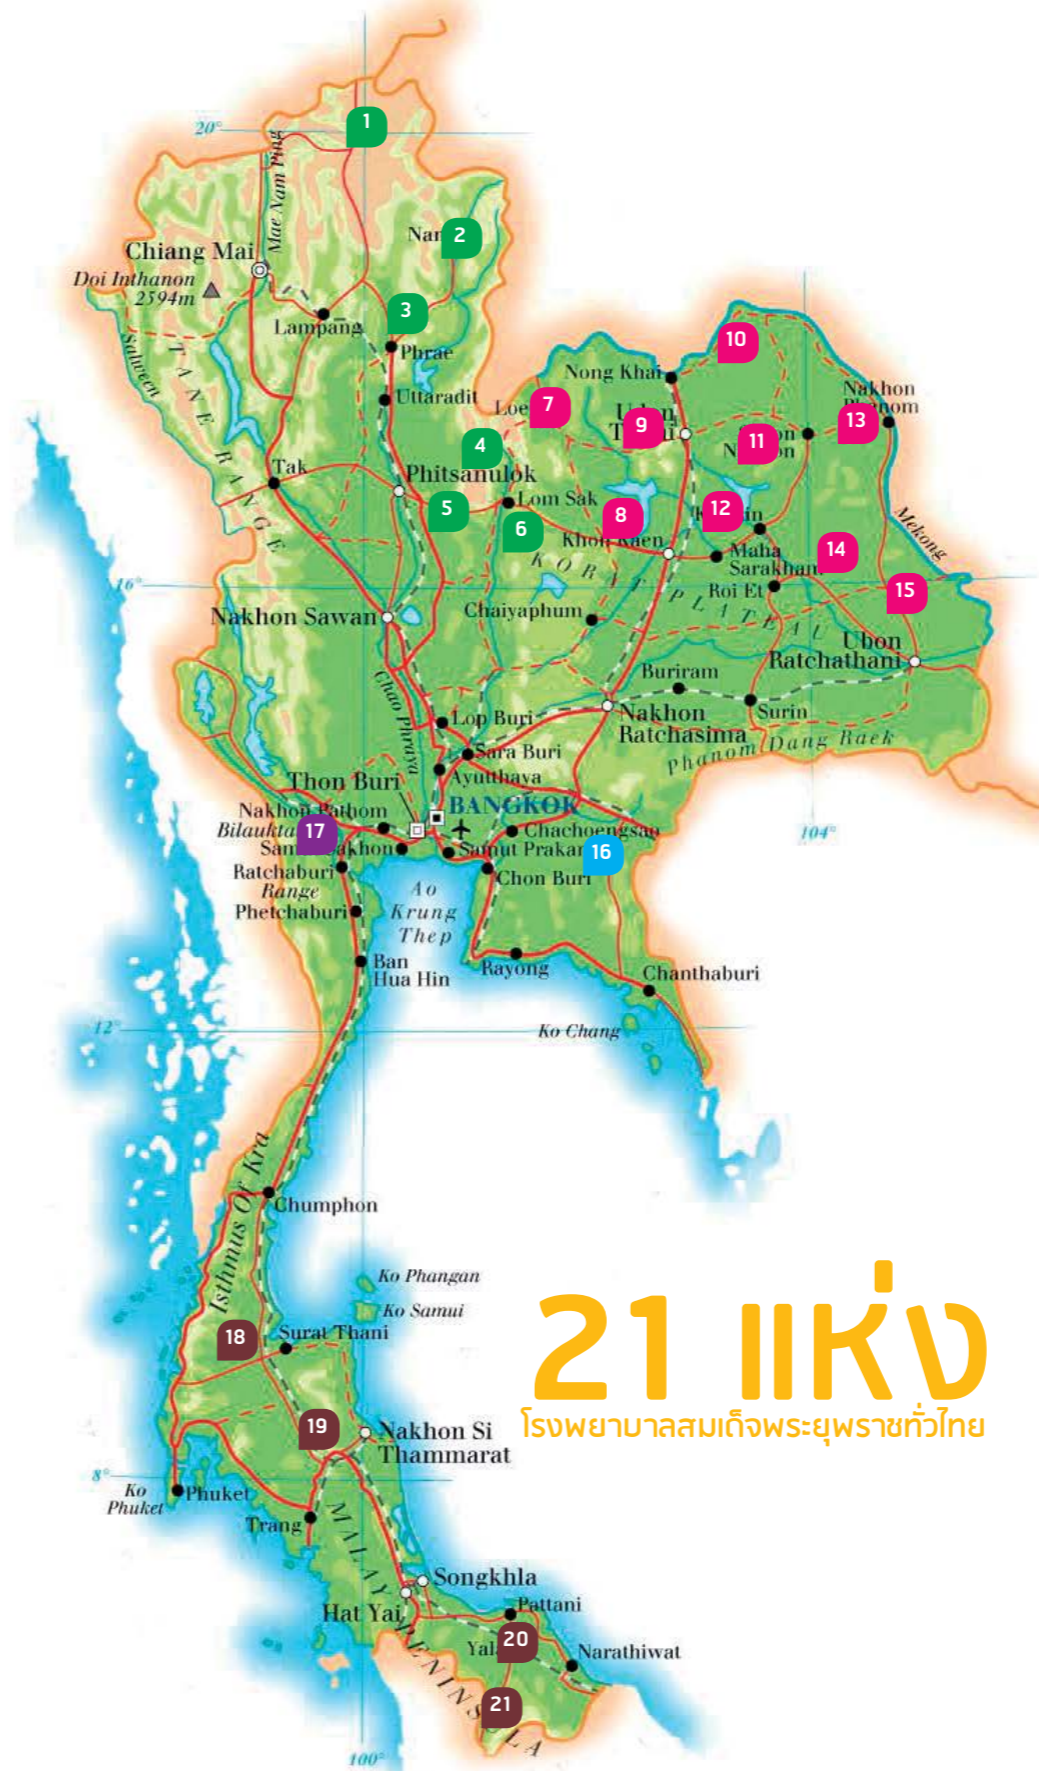 20°
1
Mae Nam Ping
2
Chiang Mai
Doi Inthanon
2594m
3
Lampang
Phrae
Salween
TANE RANGE
10
Nong Khai
Uttaradit
7
Nakhon
Phanom
9
13
11
4
Tak
Phitsanulok
Lom Sak
5
6
8
12
Mekong
Khon Kaen
Maha
Sarakham
14
KORAT PLATEAU
16°
Roi Et
15
Chaiyaphum
Nakhon Sawan
Ubon
Ratchathani
Buriram
Chao Phraya
Lop Buri
Nakhon
Ratchasima
Surin
Phanom Dang Raek
Sara Buri
Ayutthaya
Thon Buri
BANGKOK
Nakhon Pathom
17
Chachoengsao
104°
Samut Prakan
16
Ratchaburi
Range
Chon Buri
Ao
Krung
Thep
Phetchaburi
Ban
Hua Hin
Rayong
Chanthaburi
12°
Ko Chang
Isthmus Of Kra
Chumphon
Ko Phangan
Ko Samui
18
Surat Thani
21 แห่ง
โรงพยาบาลสมเด็จพระยุพราชทั่วไทย
19
Nakhon Si
Thammarat
8°
Ko
Phuket
Phuket
Trang
MALAY PENINSULA
Songkhla
Hat Yai
Pattani
20
Narathiwat
21
100°